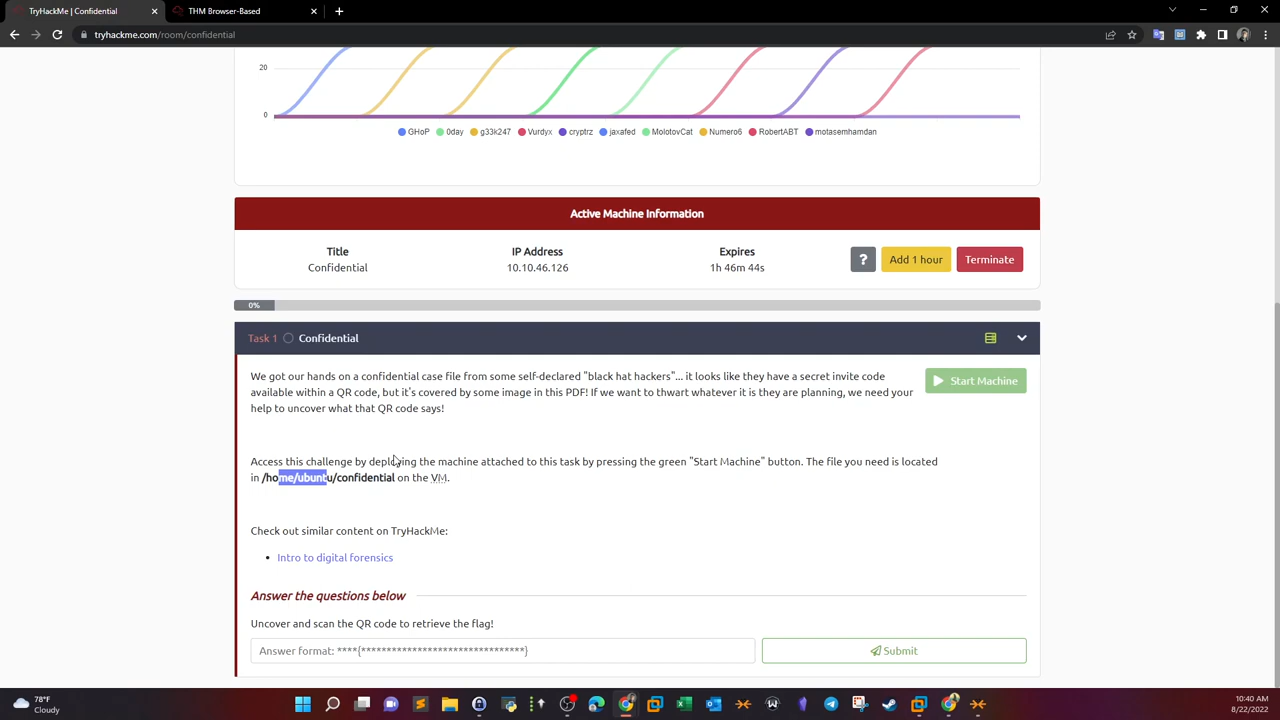 TryHackMe | Confidential
THM Browser-Based
tryhackme.com/room/confidential
20
0
GHoP 0day g33k247 Vurdyx cryptrz jaxafed MolotovCat Numero6 RobertABT motasemhamdan
Active Machine Information
Title IP Address Expires
Confidential 10.10.46.126 1h 46m 44s
? Add 1 hour Terminate
0%
Task 1 Confidential
We got our hands on a confidential case file from some self-declared "black hat hackers"... it looks like they have a secret invite code
available within a QR code, but it's covered by some image in this PDF! If we want to thwart whatever it is they are planning, we need your
help to uncover what that QR code says!
Start Machine
Access this challenge by deploying the machine attached to this task by pressing the green "Start Machine" button. The file you need is located
in /home/ubuntu/confidential on the VM.
Check out similar content on TryHackMe:
Intro to digital forensics
Answer the questions below
Uncover and scan the QR code to retrieve the flag!
Answer format: ****{********************************}
Submit
78°F
Cloudy
10:40 AM
8/22/2022